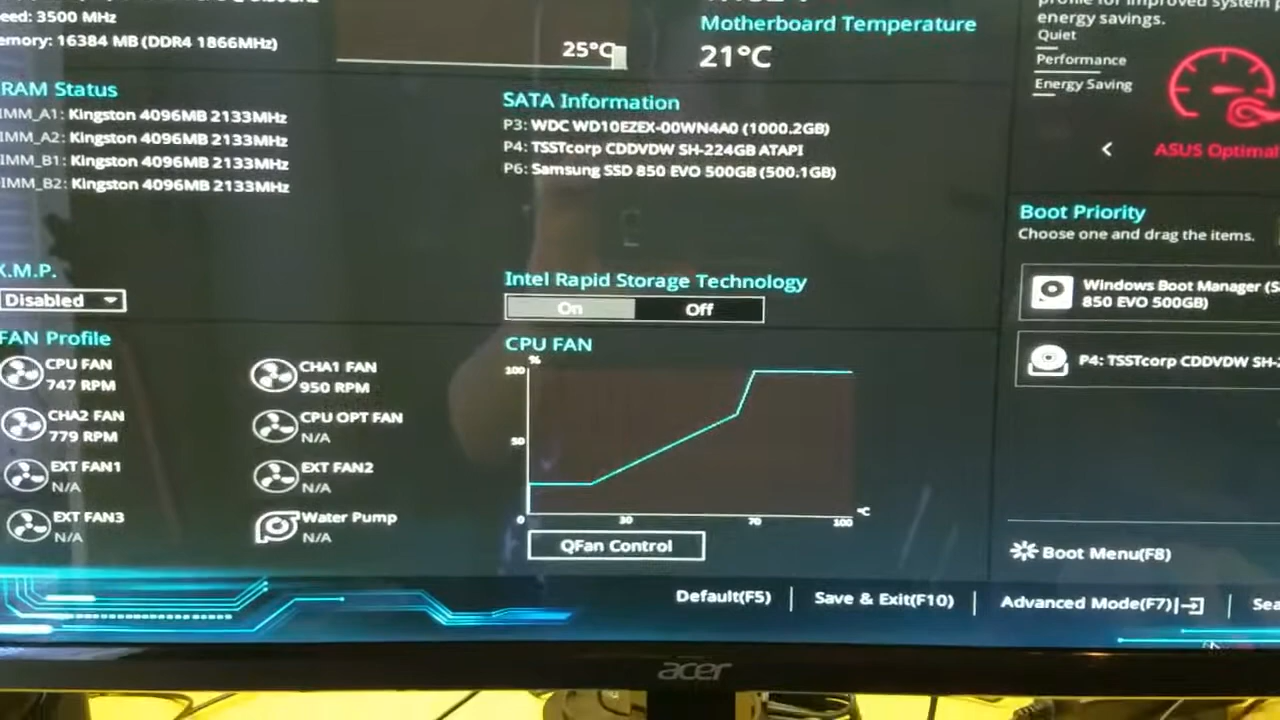 eed: 3500 MHz
emory: 16384 MB (DDR4 1866MHz)
25°C
Motherboard Temperature
21°C
energy savings.
Quiet
Performance
Energy Saving
ASUS Optimal
RAM Status
IMM_A1: Kingston 4096MB 2133MHz
IMM_A2: Kingston 4096MB 2133MHz
IMM_B1: Kingston 4096MB 2133MHz
IMM_B2: Kingston 4096MB 2133MHz
SATA Information
P3: WDC WD10EZEX-00WN4A0 (1000.2GB)
P4: TSSTcorp CDDVDW SH-224GB ATAPI
P6: Samsung SSD 850 EVO 500GB (500.1GB)
Boot Priority
Choose one and drag the items.
Windows Boot Manager (S
850 EVO 500GB)
P4: TSSTcorp CDDVDW SH-
X.M.P.
Disabled
Intel Rapid Storage Technology
On Off
FAN Profile
CPU FAN
747 RPM
CHA1 FAN
950 RPM
CHA2 FAN
779 RPM
CPU OPT FAN
N/A
EXT FAN1
N/A
EXT FAN2
N/A
EXT FAN3
N/A
Water Pump
N/A
CPU FAN
%
100
50
0 30 70 100
°C
QFan Control
Boot Menu(F8)
Default(F5) Save & Exit(F10) Advanced Mode(F7) Sea
acer